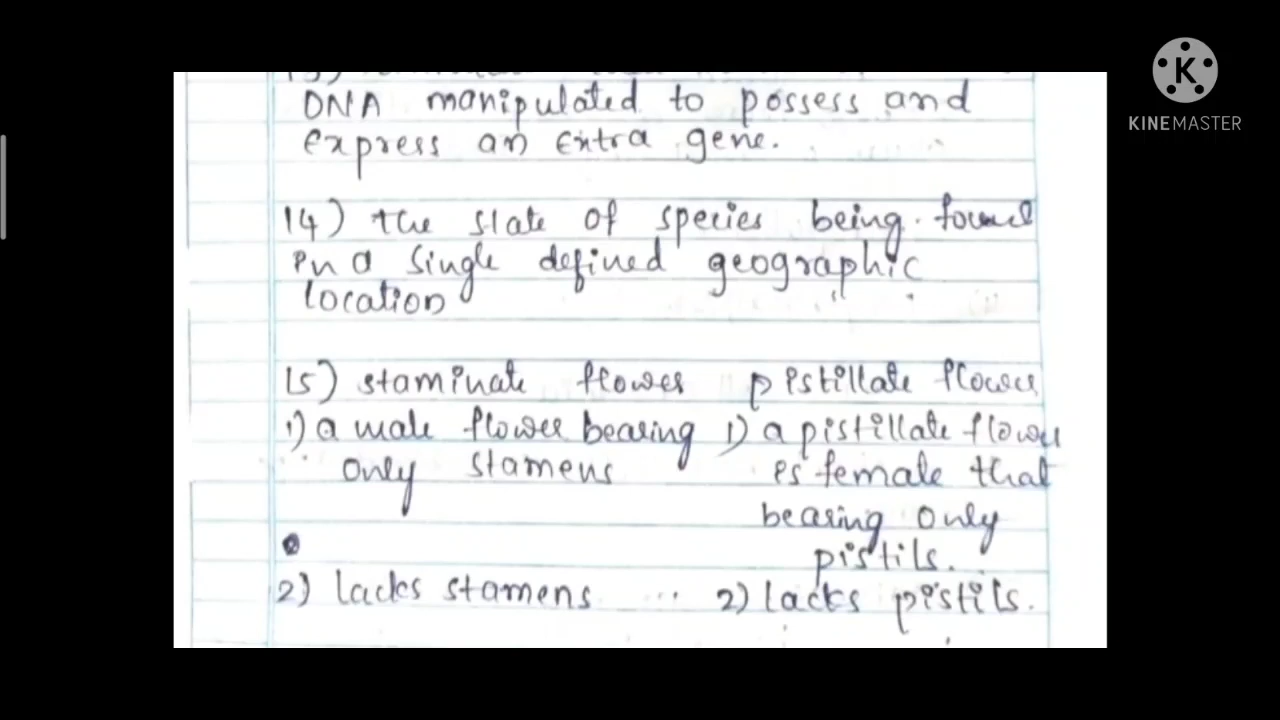 DNA manipulated to possess and
express an extra gene.
14) the state of species being found
in a single defined geographic
location
15) staminate flower pistillate flower
1) a male flower bearing 1) a pistillate flower
only stamens is female that
bearing only
pistils.
2) lacks stamens 2) lacks pistils.
K
KINEMASTER